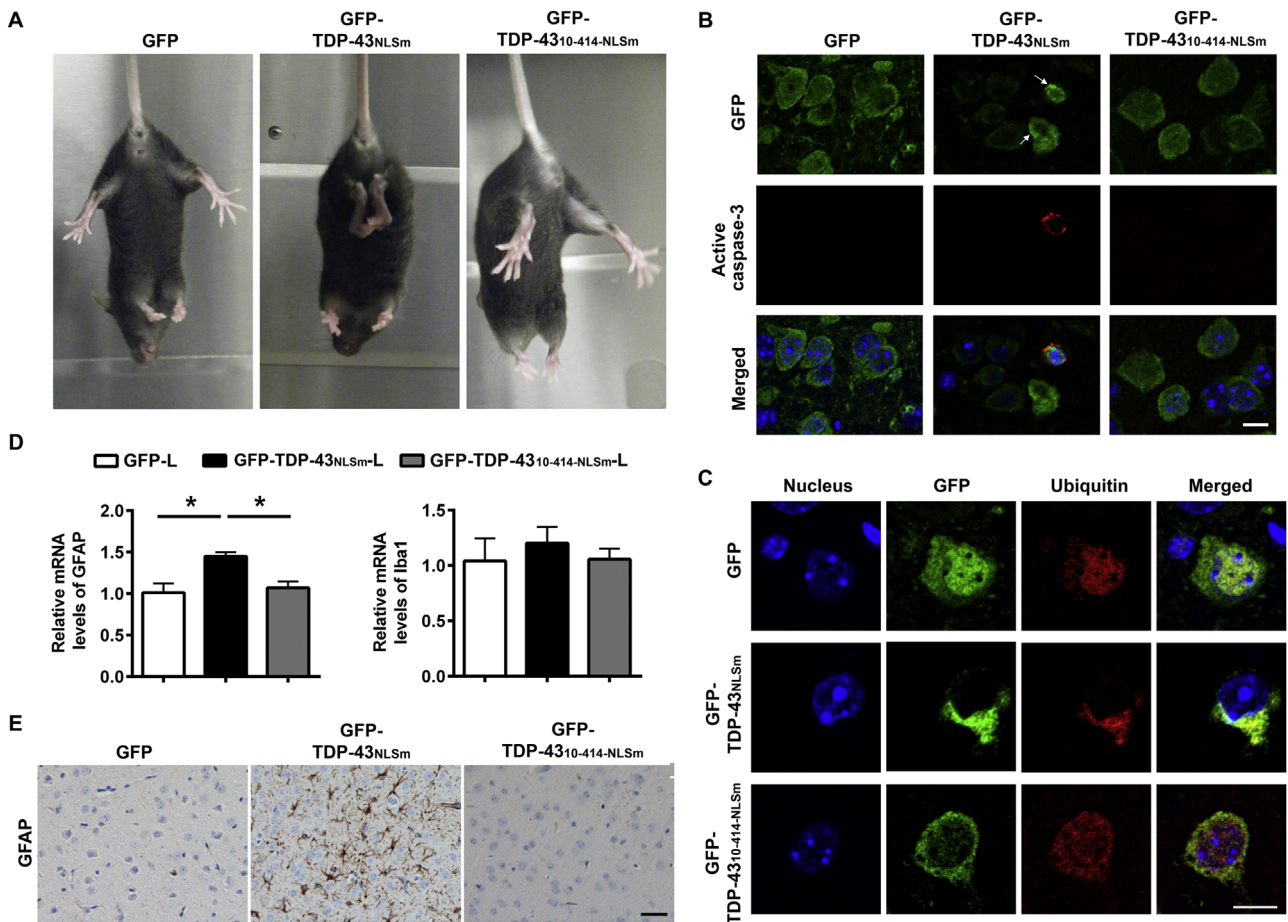 A
GFP
GFP-
TDP-43NLSm
GFP-
TDP-4310-414-NLSm
B
GFP
GFP-
TDP-43NLSm
GFP-
TDP-4310-414-NLSm
GFP
Active
caspase-3
Merged
D
GFP-L
GFP-TDP-43NLSm-L
GFP-TDP-4310-414-NLSm-L
Relative mRNA
levels of GFAP
2.0
1.5
1.0
0.5
0.0
*
*
Relative mRNA
levels of Iba1
1.5
1.0
0.5
0.0
C
Nucleus
GFP
Ubiquitin
Merged
GFP
GFP-
TDP-43NLSm
GFP-
TDP-4310-414-NLSm
E
GFP
GFP-
TDP-43NLSm
GFP-
TDP-4310-414-NLSm
GFAP